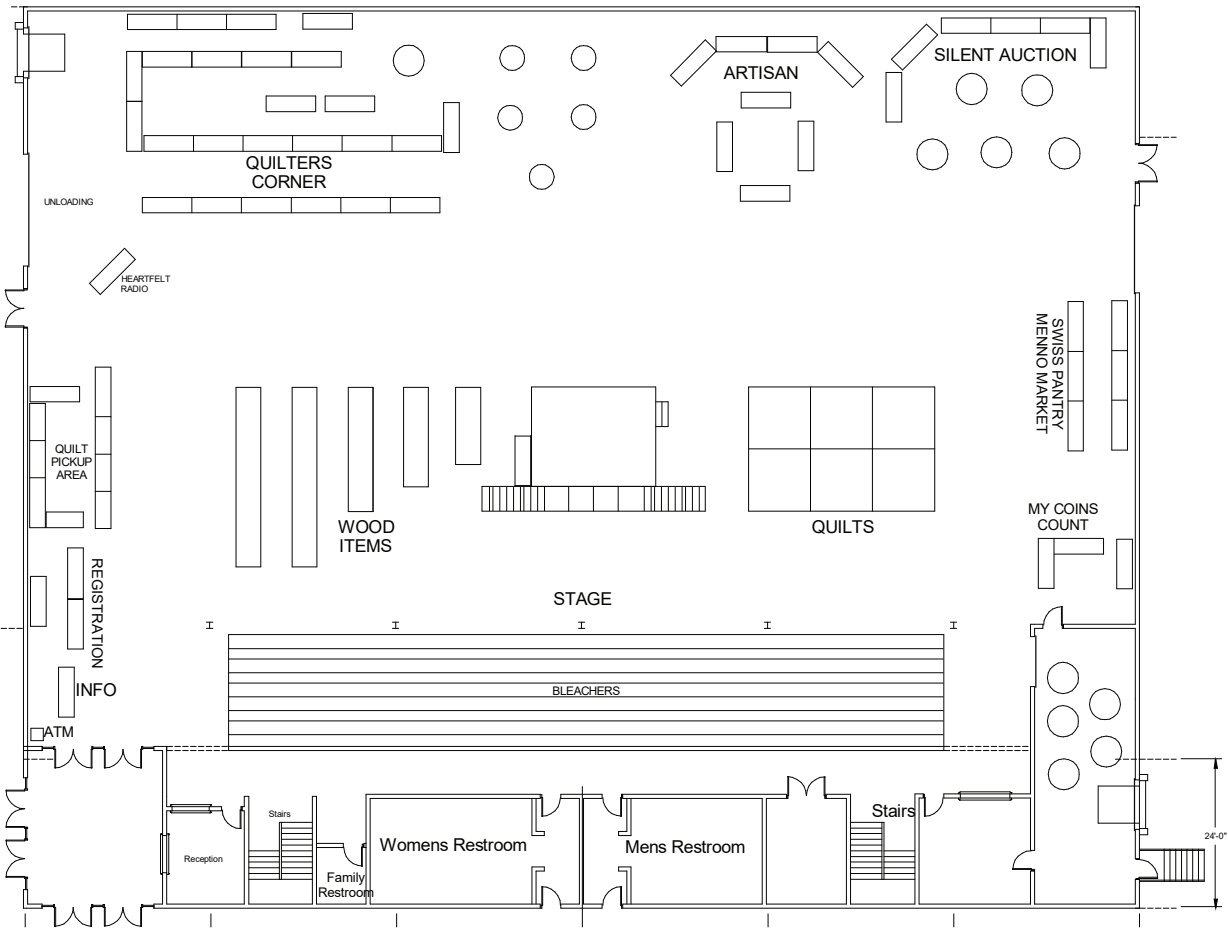 ARTISAN
SILENT AUCTION
QUILTERS
CORNER
UNLOADING
HEARTFELT
RADIO
SWISS PANTRY
MENNO MARKET
QUILT
PICKUP
AREA
WOOD
ITEMS
QUILTS
MY COINS
COUNT
REGISTRATION
STAGE
INFO
BLEACHERS
ATM
Stairs
Stairs
24'-0"
Reception
Womens Restroom
Mens Restroom
Family
Restroom